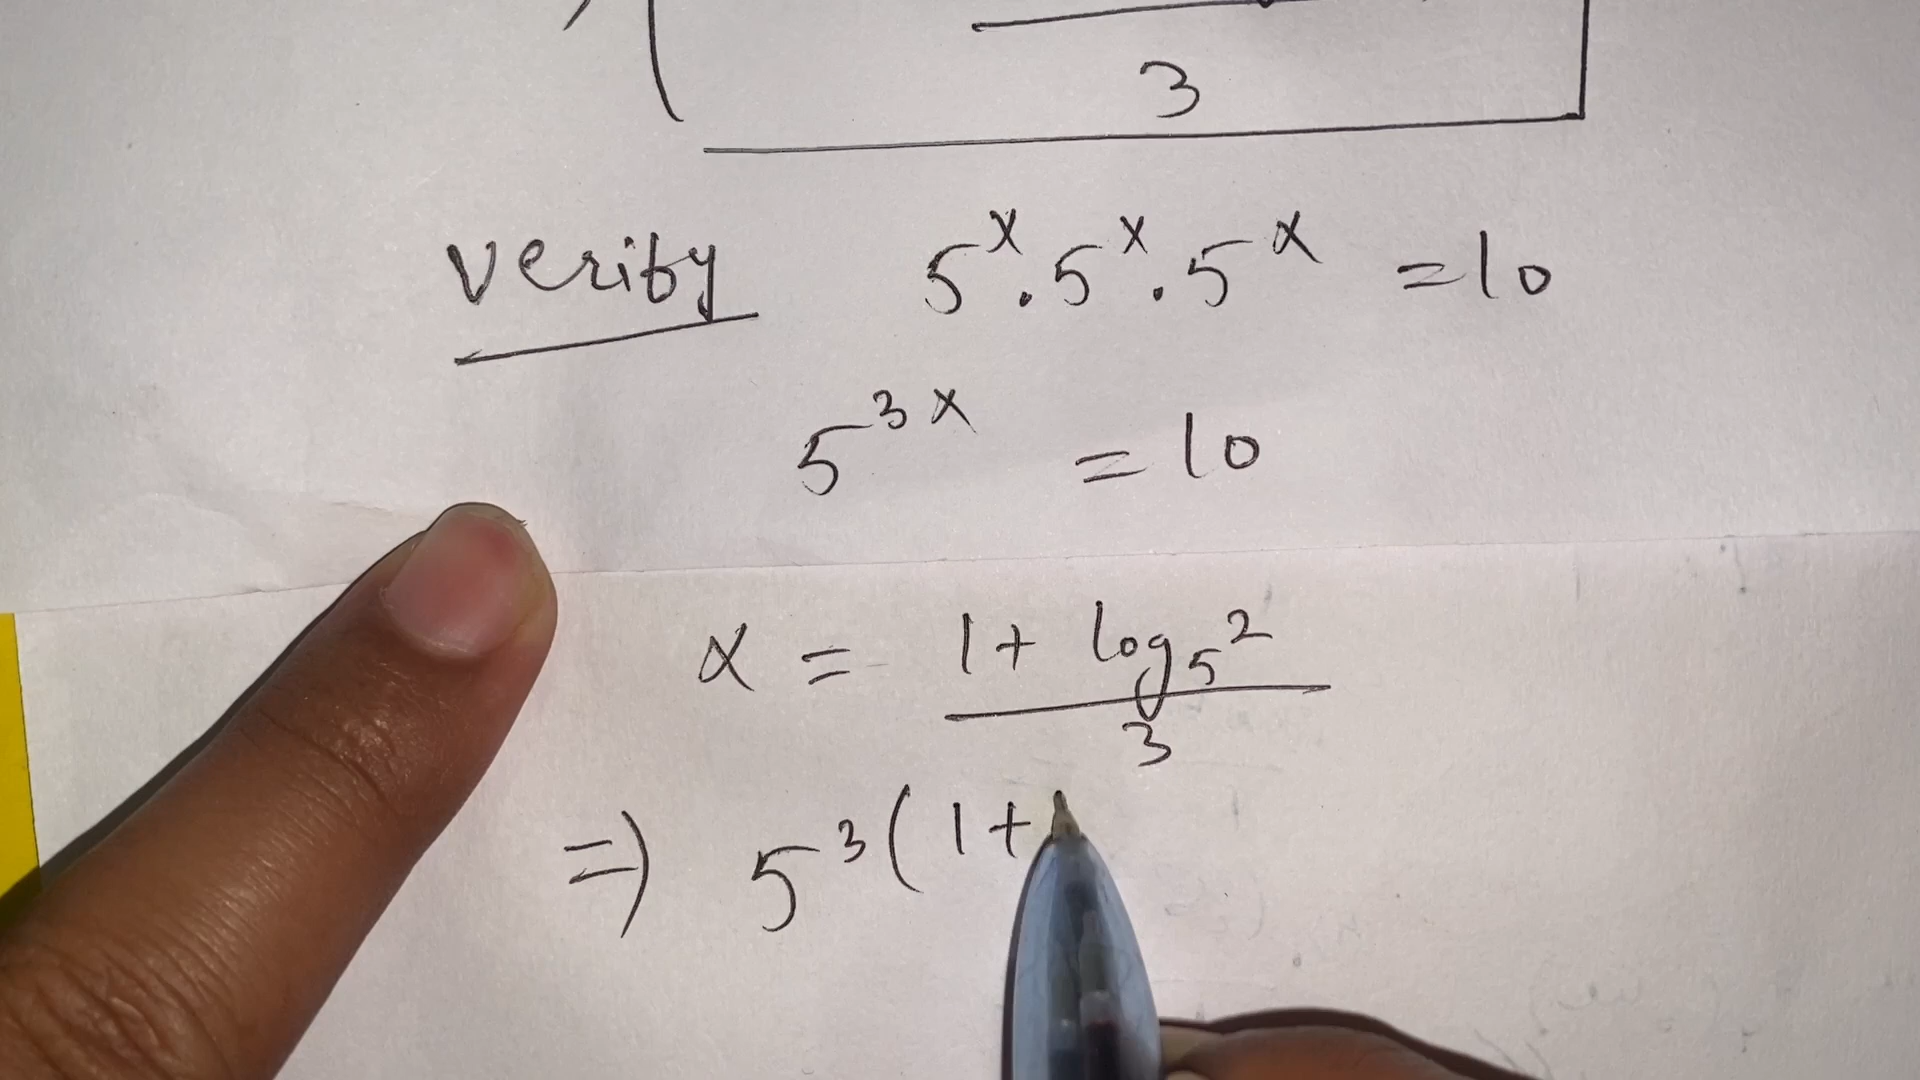 3
Verify 5^x . 5^x . 5^x = 10
5^3x = 10
x = 1 + log_5 2
3
=) 5^3( 1 +